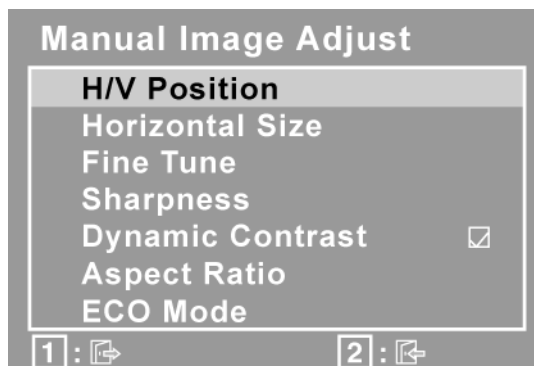 Manual Image Adjust
H/V Position
Horizontal Size
Fine Tune
Sharpness
Dynamic Contrast
Aspect Ratio
ECO Mode
1 : 2 :